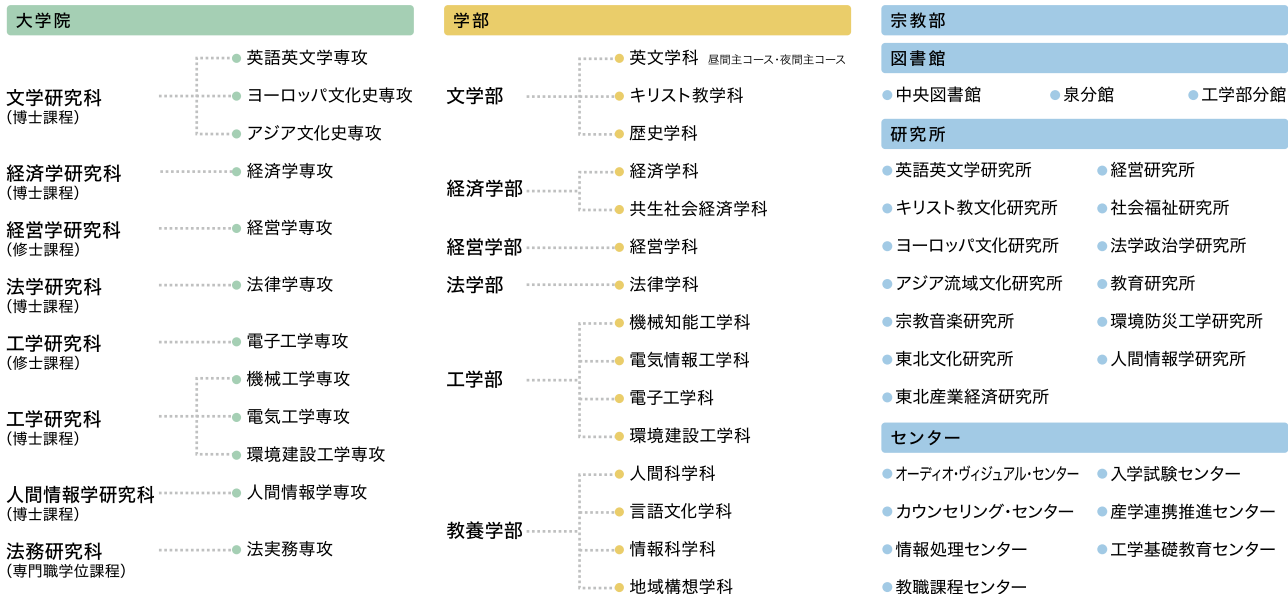 大学院
文学研究科
(博士課程)
英語英文学専攻
ヨーロッパ文化史専攻
アジア文化史専攻
経済学研究科
(博士課程)
経済学専攻
経営学研究科
(修士課程)
経営学専攻
法学研究科
(博士課程)
法律学専攻
工学研究科
(修士課程)
電子工学専攻
工学研究科
(博士課程)
機械工学専攻
電気工学専攻
環境建設工学専攻
人間情報学研究科
(博士課程)
人間情報学専攻
法務研究科
(専門職学位課程)
法実務専攻
学部
文学部
英文学科 昼間主コース・夜間主コース
キリスト教学科
歴史学科
経済学部
経済学科
共生社会経済学科
経営学部
経営学科
法学部
法律学科
工学部
機械知能工学科
電気情報工学科
電子工学科
環境建設工学科
教養学部
人間科学科
言語文化学科
情報科学科
地域構想学科
宗教部
図書館
中央図書館 泉分館 工学部分館
研究所
英語英文学研究所
キリスト教文化研究所
ヨーロッパ文化研究所
アジア流域文化研究所
宗教音楽研究所
東北文化研究所
東北産業経済研究所
経営研究所
社会福祉研究所
法学政治学研究所
教育研究所
環境防災工学研究所
人間情報学研究所
センター
オーディオ・ヴィジュアル・センター
カウンセリング・センター
情報処理センター
教職課程センター
入学試験センター
産学連携推進センター
工学基礎教育センター